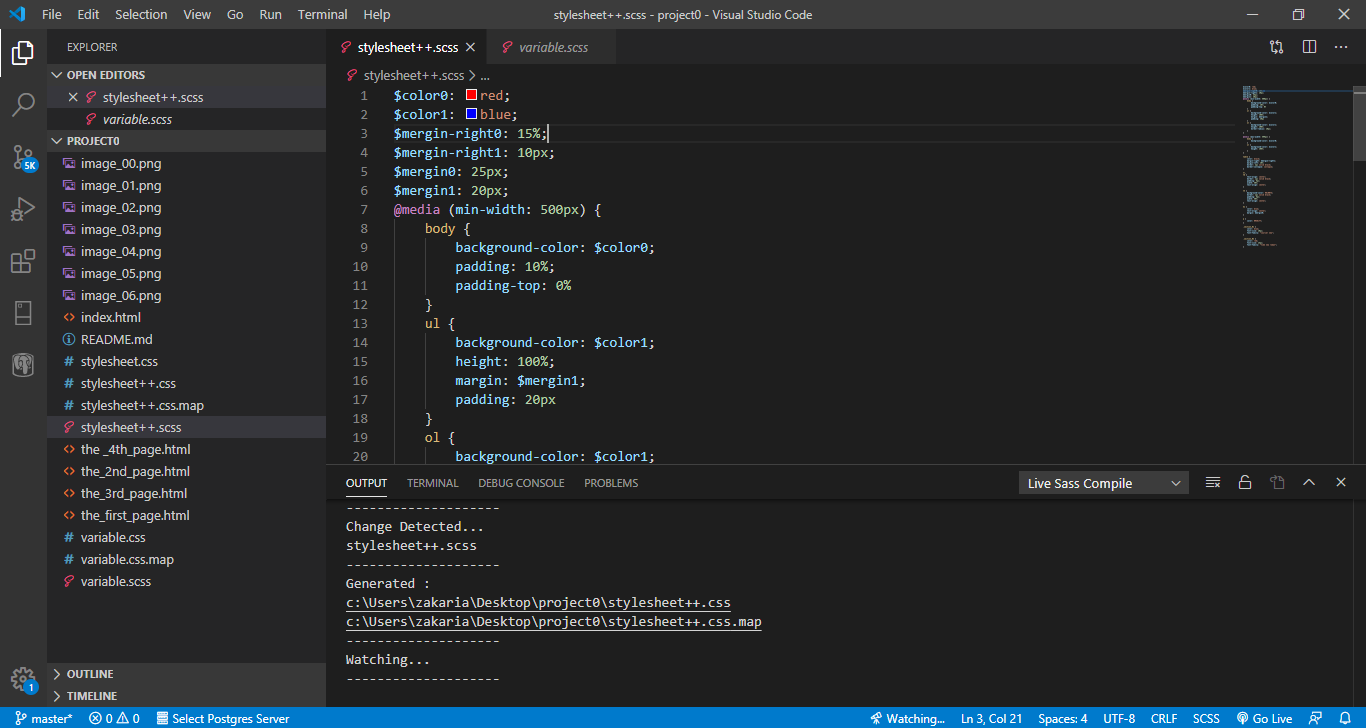 File Edit Selection View Go Run Terminal Help
stylesheet++.scss - project0 - Visual Studio Code
EXPLORER
OPEN EDITORS
stylesheet++.scss
variable.scss
PROJECT0
image_00.png
image_01.png
image_02.png
image_03.png
image_04.png
image_05.png
image_06.png
index.html
README.md
stylesheet.css
stylesheet++.css
stylesheet++.css.map
stylesheet++.scss
the _4th_page.html
the_2nd_page.html
the_3rd_page.html
the_first_page.html
variable.css
variable.css.map
variable.scss
OUTLINE
TIMELINE
5K
1
stylesheet++.scss
variable.scss
stylesheet++.scss > ...
1 $color0: red;
2 $color1: blue;
3 $mergin-right0: 15%;
4 $mergin-right1: 10px;
5 $mergin0: 25px;
6 $mergin1: 20px;
7 @media (min-width: 500px) {
8 body {
9 background-color: $color0;
10 padding: 10%;
11 padding-top: 0%
12 }
13 ul {
14 background-color: $color1;
15 height: 100%;
16 margin: $mergin1;
17 padding: 20px
18 }
19 ol {
20 background-color: $color1;
OUTPUT TERMINAL DEBUG CONSOLE PROBLEMS
Live Sass Compile
--------------------
Change Detected...
stylesheet++.scss
--------------------
Generated :
c:\Users\zakaria\Desktop\project0\stylesheet++.css
c:\Users\zakaria\Desktop\project0\stylesheet++.css.map
--------------------
Watching...
--------------------
master* 0 0 Select Postgres Server
Watching... Ln 3, Col 21 Spaces: 4 UTF-8 CRLF SCSS Go Live